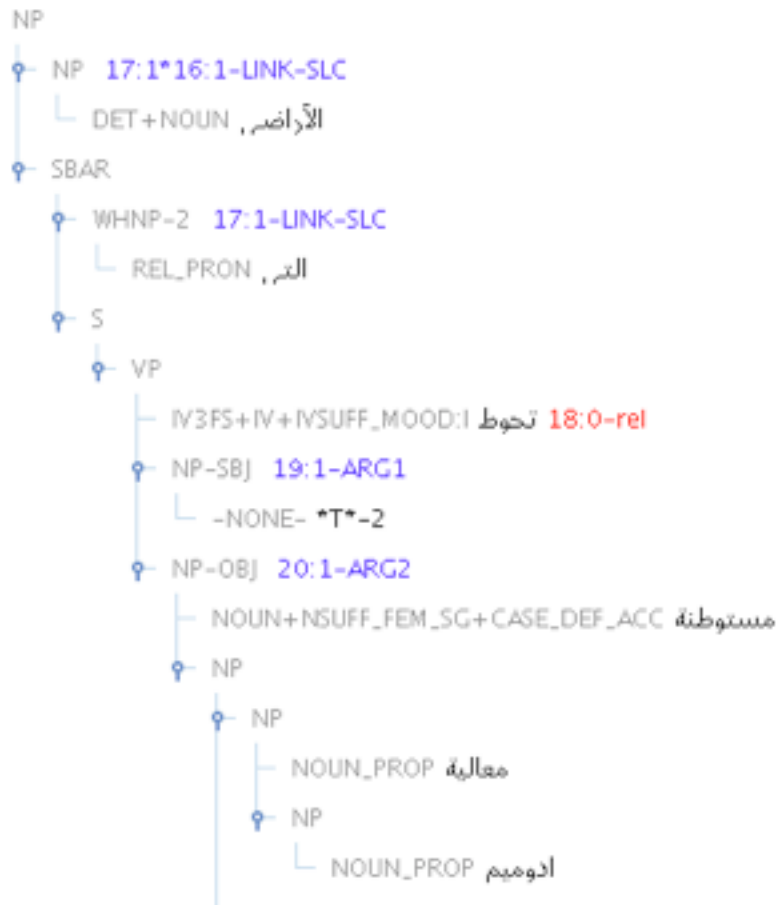 NP
NP 17:1*16:1-LINK-SLC
DET+NOUN الأراضي
SBAR
WHNP-2 17:1-LINK-SLC
REL_PRON التي
S
VP
IV3FS+IV+IVSUFF_MOOD:I تحوط 18:0-rel
NP-SBJ 19:1-ARG1
-NONE- *T*-2
NP-OBJ 20:1-ARG2
NOUN+NSUFF_FEM_SG+CASE_DEF_ACC مستوطنة
NP
NP
NOUN_PROP معالية
NP
NOUN_PROP ادوميم